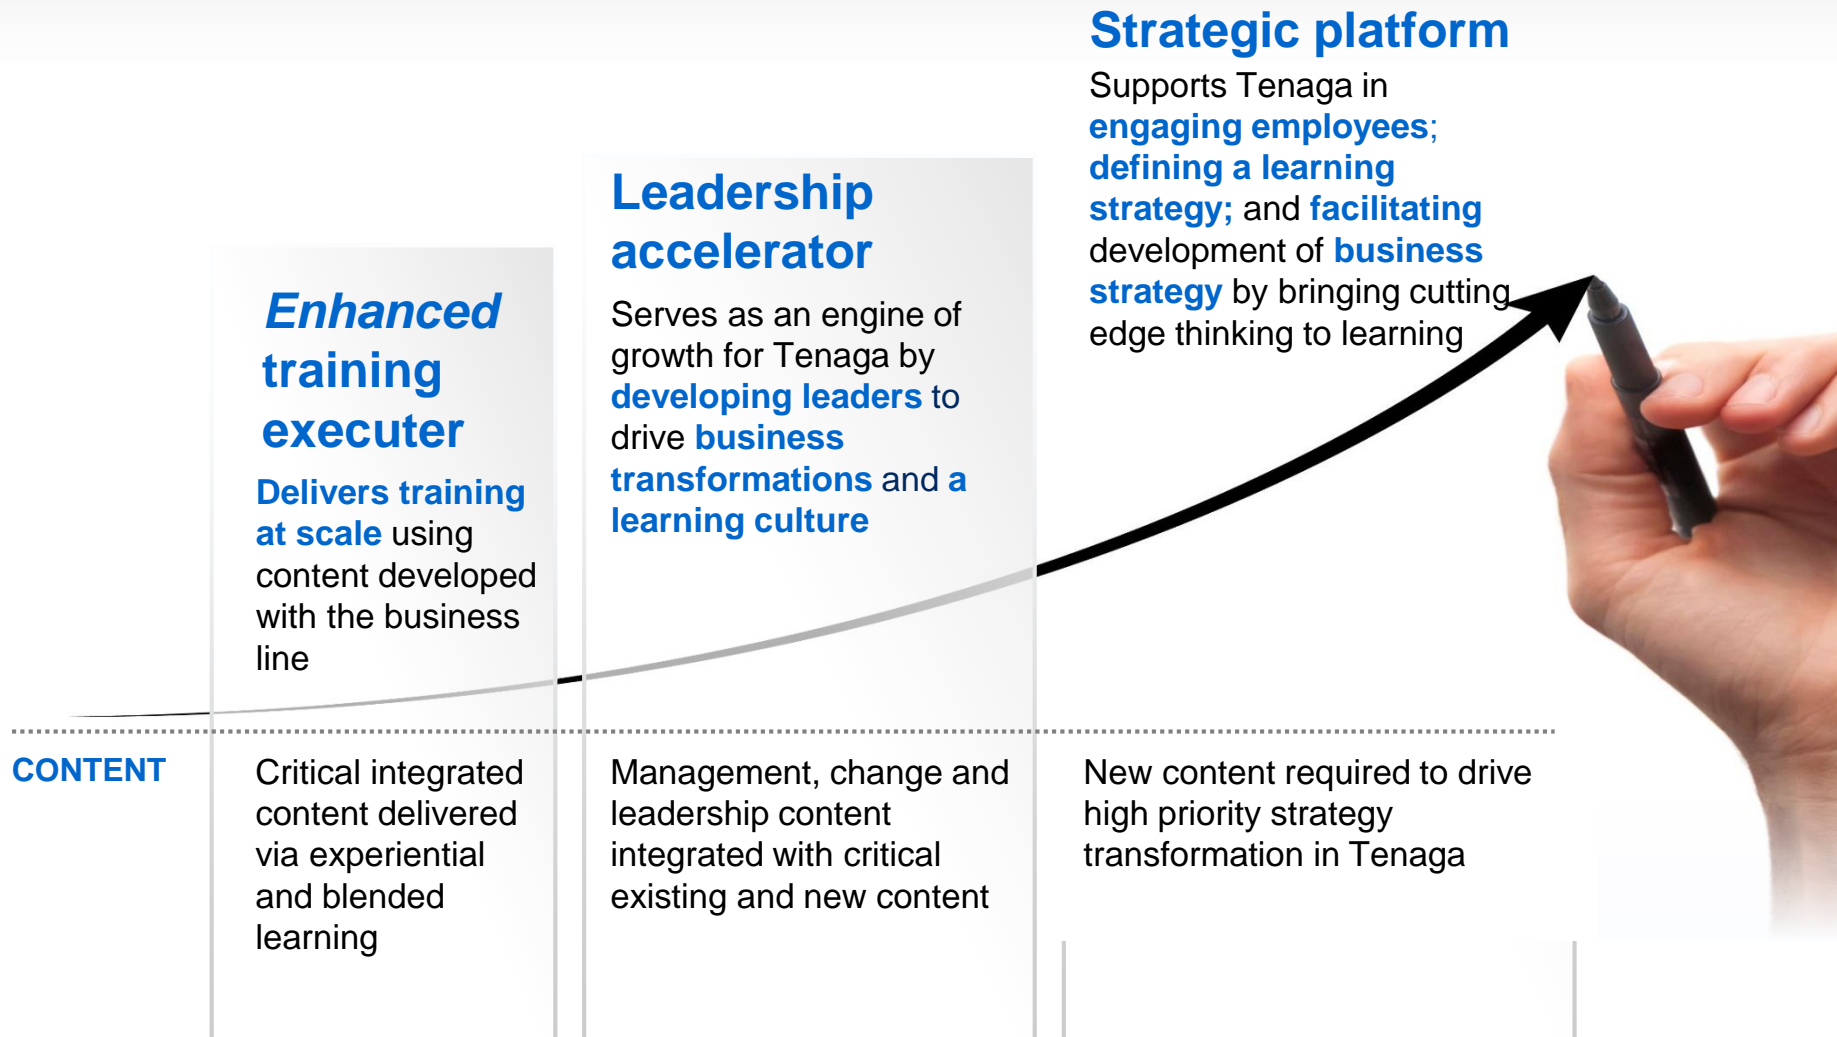 Strategic platform
Supports Tenaga in
engaging employees;
defining a learning
strategy; and facilitating
development of business
strategy by bringing cutting
edge thinking to learning
Leadership
accelerator
Serves as an engine of
growth for Tenaga by
developing leaders to
drive business
transformations and a
learning culture
Enhanced
training
executer
Delivers training
at scale using
content developed
with the business
line
CONTENT
Critical integrated
content delivered
via experiential
and blended
learning
Management, change and
leadership content
integrated with critical
existing and new content
New content required to drive
high priority strategy
transformation in Tenaga